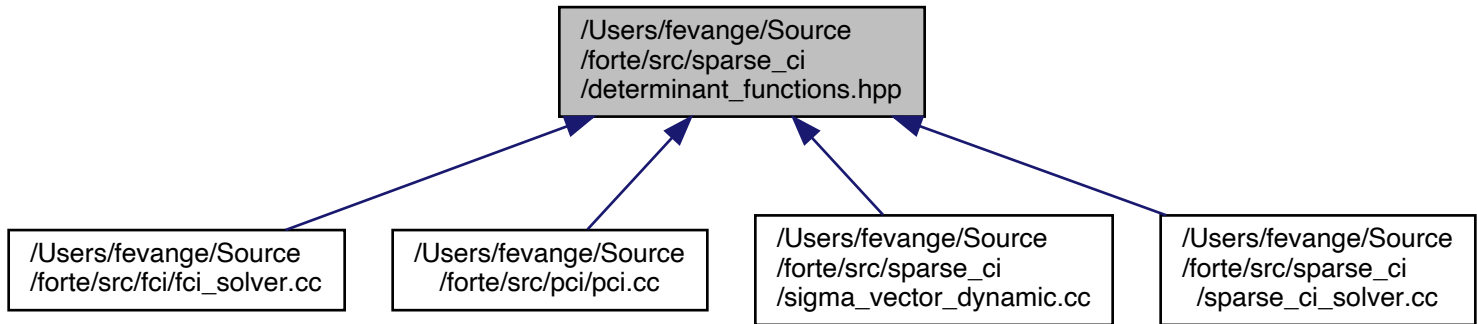 /Users/fevange/Source
/forte/src/sparse_ci
/determinant_functions.hpp
/Users/fevange/Source
/forte/src/fci/fci_solver.cc
/Users/fevange/Source
/forte/src/pci/pci.cc
/Users/fevange/Source
/forte/src/sparse_ci
/sigma_vector_dynamic.cc
/Users/fevange/Source
/forte/src/sparse_ci
/sparse_ci_solver.cc